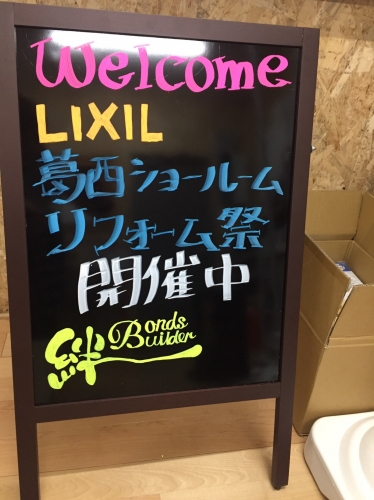 Welcome
LIXIL
葛西ショールーム
リフォーム祭
開催中
絆 Bonds
Builder